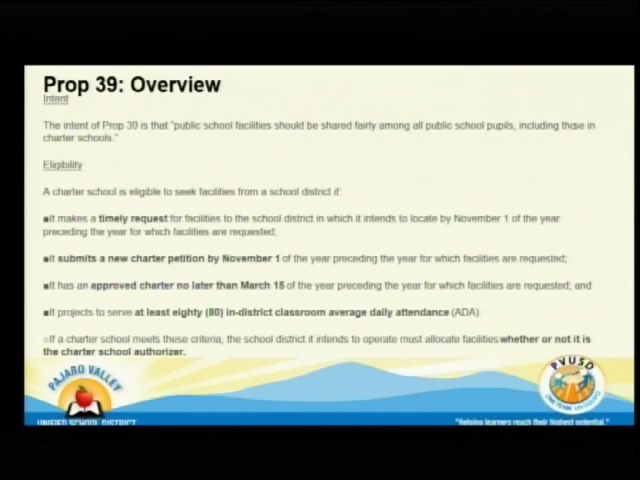 Prop 39: Overview
Intent
The intent of Prop 39 is that "public school facilities should be shared fairly among all public school pupils, including those in
charter schools."
Eligibility
A charter school is eligible to seek facilities from a school district if:
■It makes a timely request for facilities to the school district in which it intends to locate by November 1 of the year
preceding the year for which facilities are requested;
■It submits a new charter petition by November 1 of the year preceding the year for which facilities are requested;
■It has an approved charter no later than March 15 of the year preceding the year for which facilities are requested; and
■It projects to serve at least eighty (80) in-district classroom average daily attendance (ADA).
○If a charter school meets these criteria, the school district it intends to operate must allocate facilities whether or not it is
the charter school authorizer.
PAJARO VALLEY
UNIFIED SCHOOL DISTRICT
PVUSD
"Helping learners reach their highest potential."